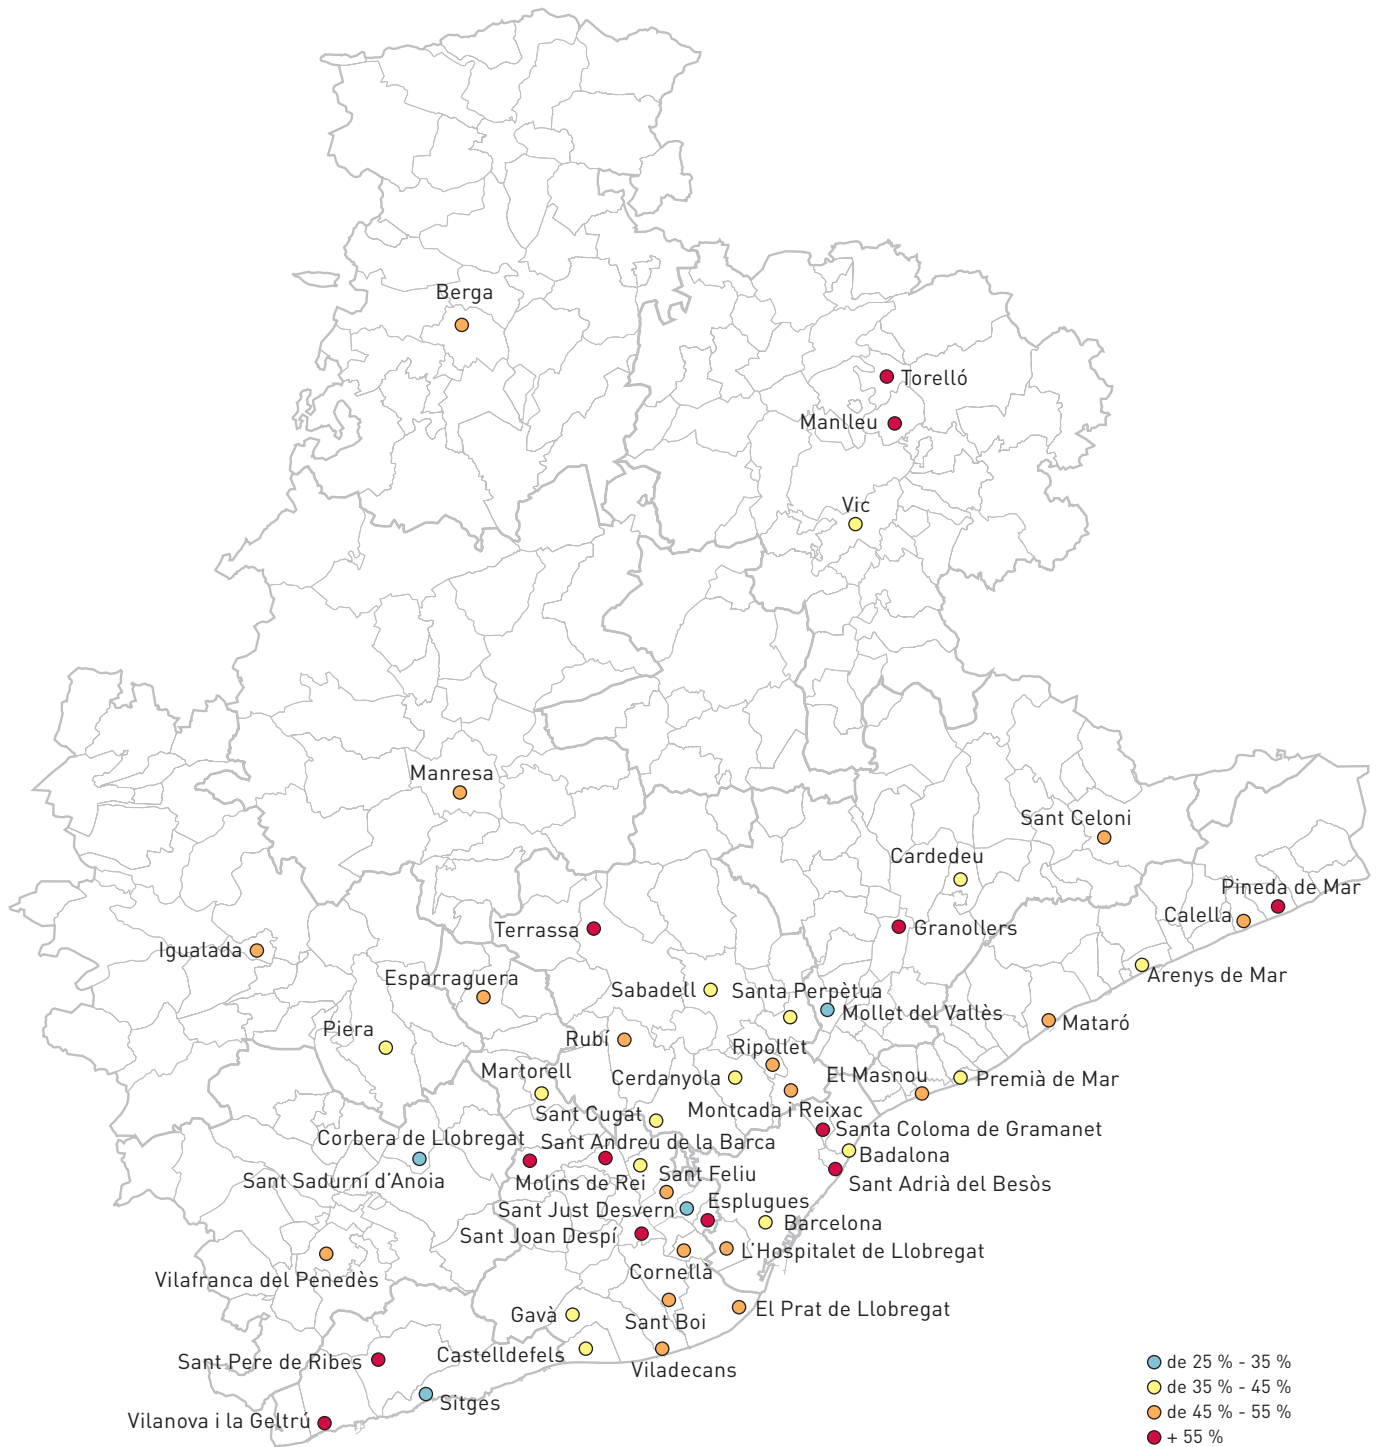 Berga
Torelló
Manlleu
Vic
Manresa
Sant Celoni
Cardedeu
Pineda de Mar
Calella
Terrassa
Granollers
Igualada
Arenys de Mar
Esparraguera
Sabadell
Santa Perpètua
Mollet del Vallès
Mataró
Piera
Rubí
Ripollet
Martorell
Cerdanyola
El Masnou
Premià de Mar
Sant Cugat
Montcada i Reixac
Santa Coloma de Gramanet
Corbera de Llobregat
Sant Andreu de la Barca
Badalona
Sant Sadurní d'Anoia
Molins de Rei
Sant Feliu
Sant Adrià del Besòs
Sant Just Desvern
Esplugues
Barcelona
Sant Joan Despí
L'Hospitalet de Llobregat
Cornellà
Vilafranca del Penedès
Gavà
Sant Boi
El Prat de Llobregat
Castelldefels
Viladecans
Sant Pere de Ribes
Sitges
Vilanova i la Geltrú
de 25 % - 35 %
de 35 % - 45 %
de 45 % - 55 %
+ 55 %